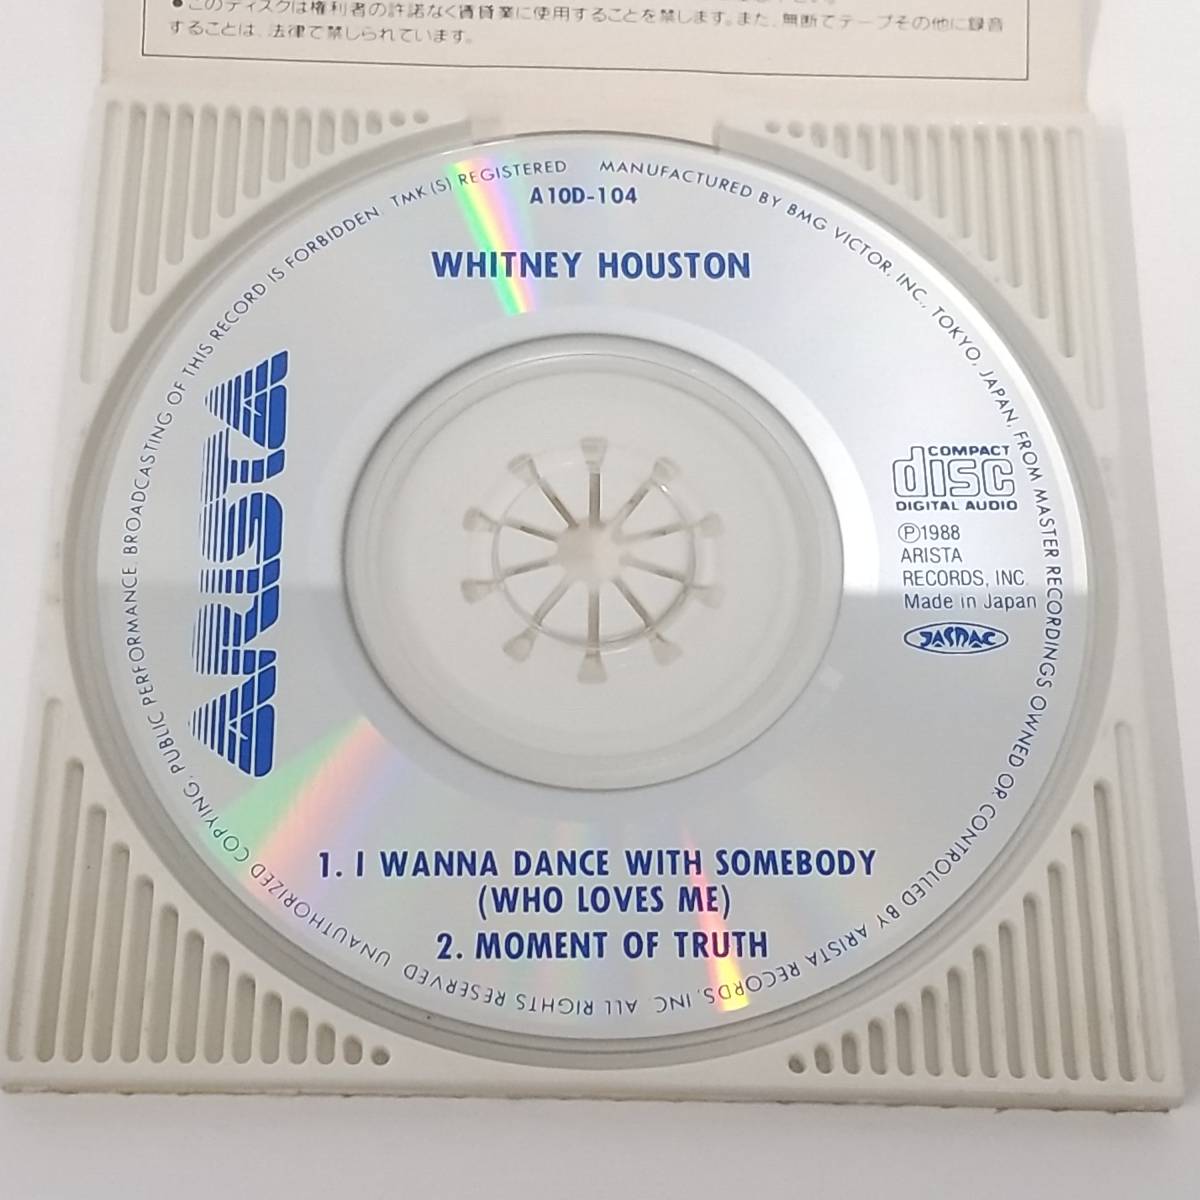 ●このディスクは権利者の許諾なく賃貸業に使用することを禁じます。また、無断でテープその他に録音
することは、法律で禁じられています。
UNAUTHORIZED COPYING, PUBLIC PERFORMANCE, BROADCASTING OF THIS RECORD IS FORBIDDEN. TMK(S) REGISTERED
MANUFACTURED BY BMG VICTOR, INC., TOKYO, JAPAN, FROM MASTER RECORDINGS OWNED OR CONTROLLED BY ARISTA RECORDS, INC. ALL RIGHTS RESERVED
A10D-104
WHITNEY HOUSTON
ARISTA
COMPACT
disc
DIGITAL AUDIO
Ⓟ1988
ARISTA
RECORDS, INC.
Made in Japan
JASRAC
1. I WANNA DANCE WITH SOMEBODY
(WHO LOVES ME)
2. MOMENT OF TRUTH